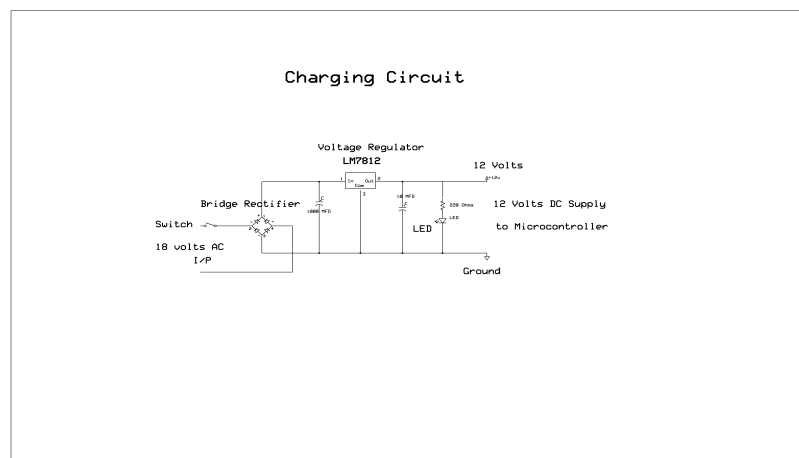 Charging Circuit
Voltage Regulator
LM7812
12 Volts
1 In Out 2
Com
3
+12v
Bridge Rectifier
C
1000 MFD
10 MFD
C
220 Ohms
12 Volts DC Supply
Switch
LED
LED
to Microcontroller
18 volts AC
I/P
Ground